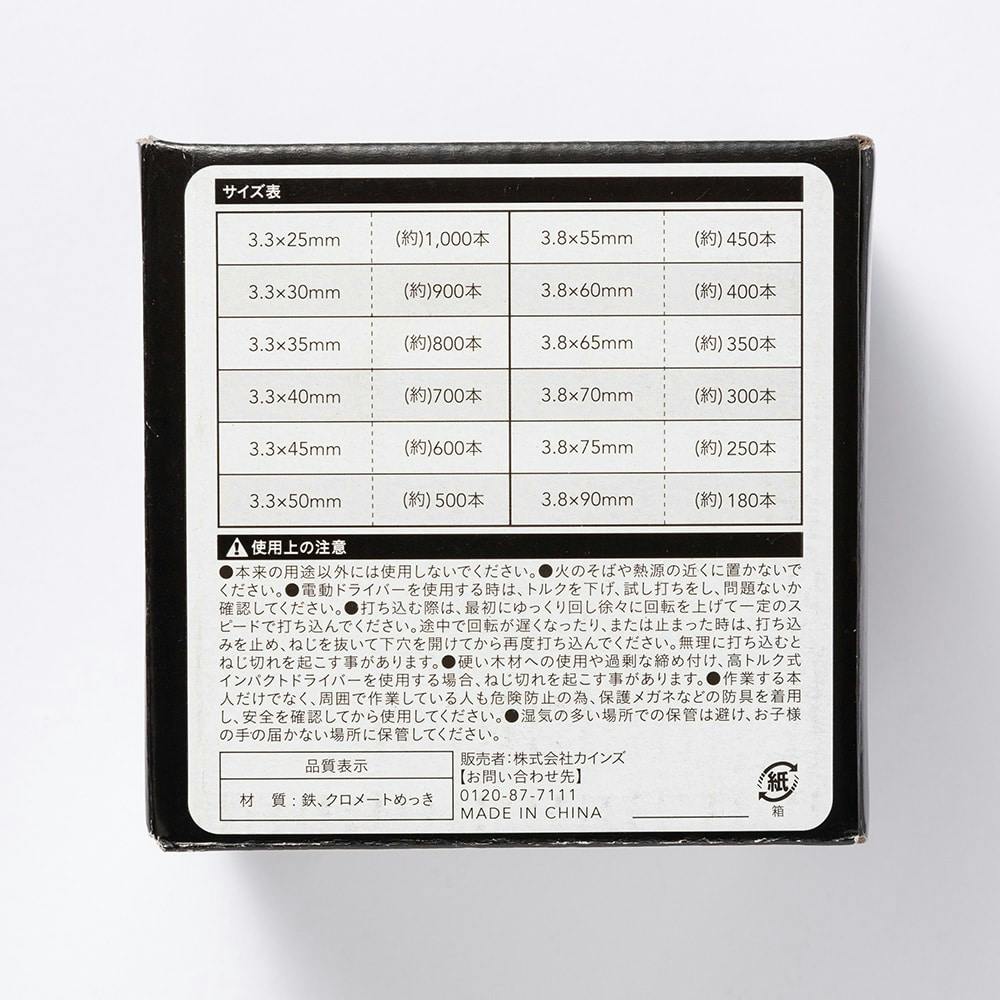 サイズ表
3.3×25mm (約)1,000本 3.8×55mm (約)450本
3.3×30mm (約)900本 3.8×60mm (約)400本
3.3×35mm (約)800本 3.8×65mm (約)350本
3.3×40mm (約)700本 3.8×70mm (約)300本
3.3×45mm (約)600本 3.8×75mm (約)250本
3.3×50mm (約)500本 3.8×90mm (約)180本
使用上の注意
●本来の用途以外には使用しないでください。●火のそばや熱源の近くに置かないで
ください。●電動ドライバーを使用する時は、トルクを下げ、試し打ちをし、問題ないか
確認してください。●打ち込む際は、最初にゆっくり回し徐々に回転を上げて一定のス
ピードで打ち込んでください。途中で回転が遅くなったり、または止まった時は、打ち込
みを止め、ねじを抜いて下穴を開けてから再度打ち込んでください。無理に打ち込むと
ねじ切れを起こす事があります。●硬い木材への使用や過剰な締め付け、高トルク式
インパクトドライバーを使用する場合、ねじ切れを起こす事があります。●作業する本
人だけでなく、周囲で作業している人も危険防止の為、保護メガネなどの防具を着用
し、安全を確認してから使用してください。●湿気の多い場所での保管は避け、お子様
の手の届かない場所に保管してください。
品質表示
材 質:鉄、クロメートめっき
販売者:株式会社カインズ
【お問い合わせ先】
0120-87-7111
MADE IN CHINA
紙
箱